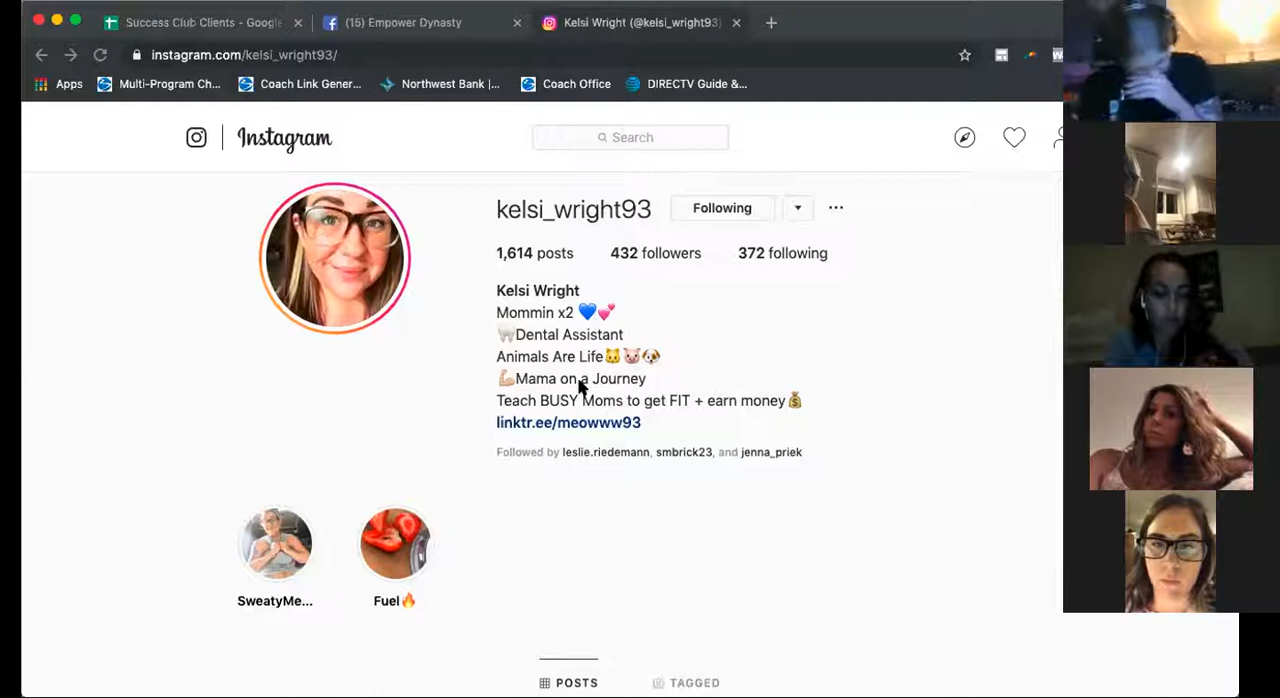 Success Club Clients - Google
(15) Empower Dynasty
Kelsi Wright (@kelsi_wright93)
instagram.com/kelsi_wright93/
Apps
Multi-Program Ch...
Coach Link Gener...
Northwest Bank |...
Coach Office
DIRECTV Guide &...
Instagram
Search
kelsi_wright93
Following
1,614 posts 432 followers 372 following
Kelsi Wright
Mommin x2 💙💕
🦷Dental Assistant
Animals Are Life🐱🐷🐶
💪🏼Mama on a Journey
Teach BUSY Moms to get FIT + earn money💰
linktr.ee/meowww93
Followed by leslie.riedemann, smbrick23, and jenna_priek
SweatyMe...
Fuel🔥
POSTS
TAGGED